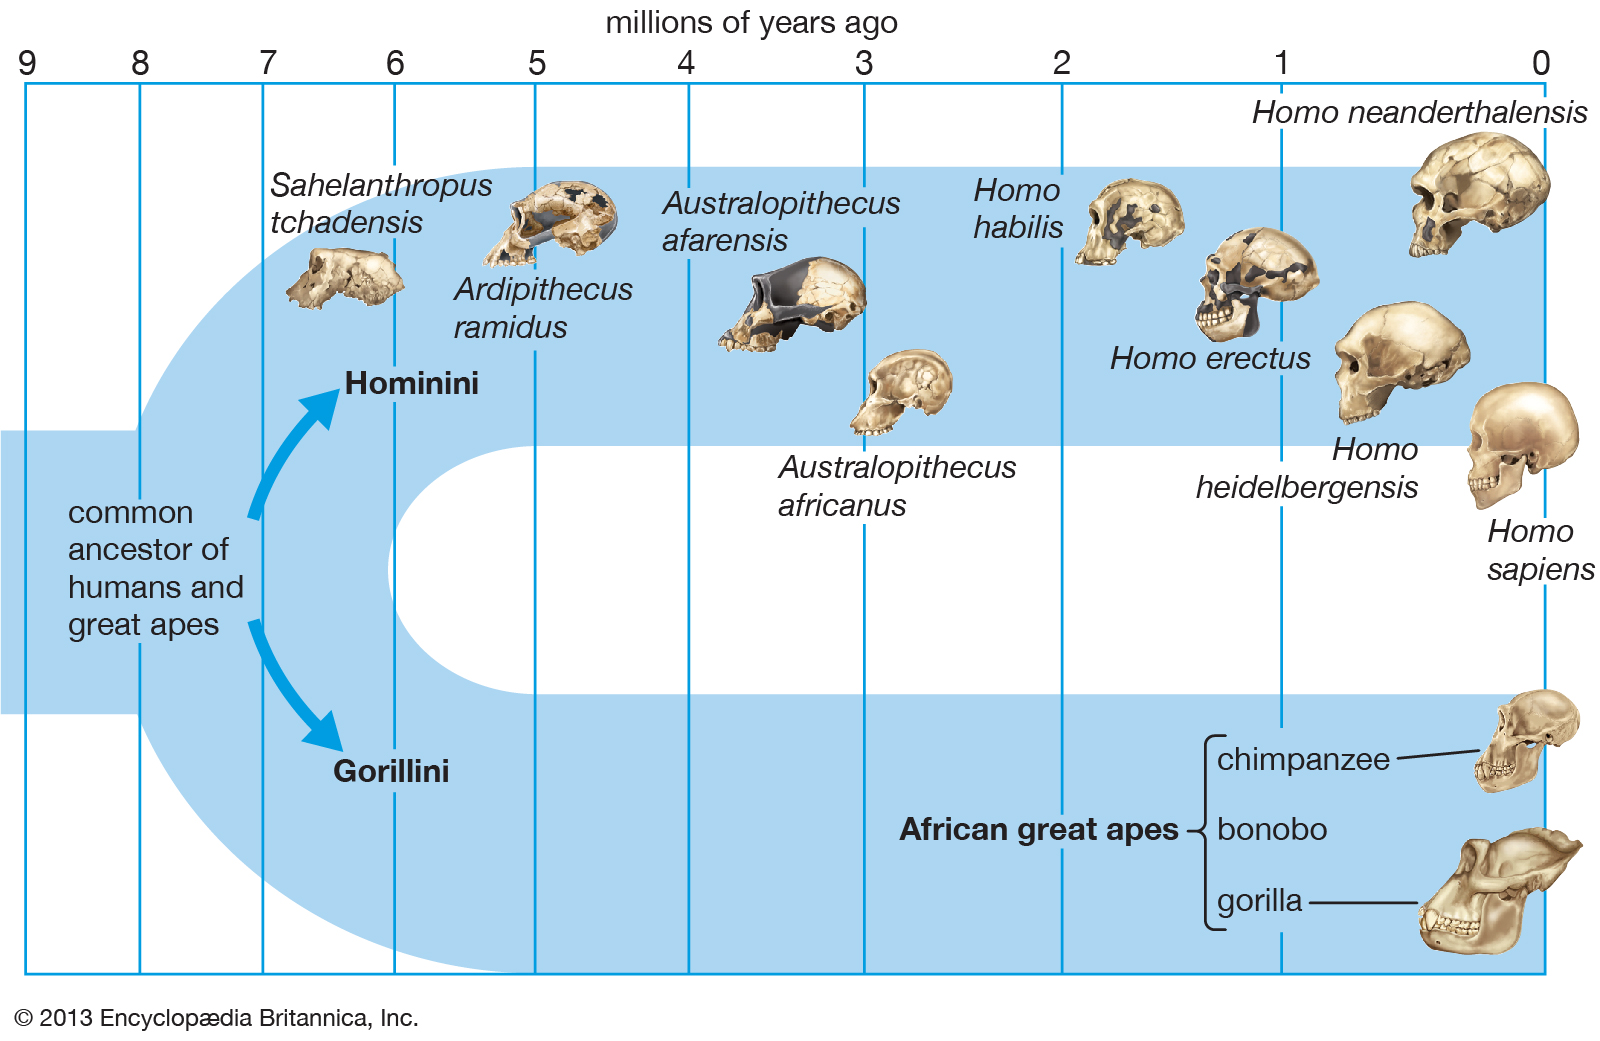 millions of years ago
9 8 7 6 5 4 3 2 1 0
Homo neanderthalensis
Sahelanthropus
tchadensis
Ardipithecus
ramidus
Australopithecus
afarensis
Homo
habilis
Homo erectus
Hominini
Australopithecus
africanus
Homo
heidelbergensis
Homo
sapiens
common
ancestor of
humans and
great apes
Gorillini
African great apes
chimpanzee
bonobo
gorilla
© 2013 Encyclopædia Britannica, Inc.